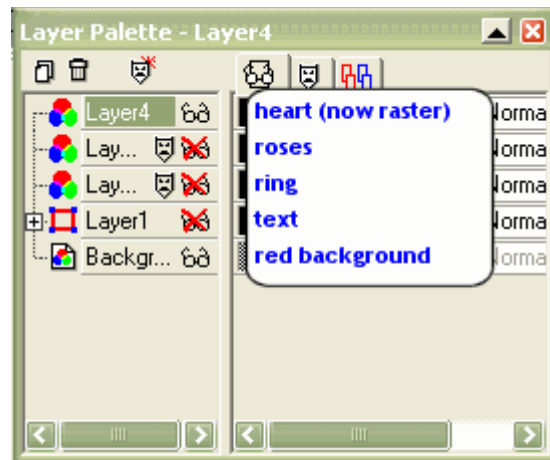 Layer Palette - Layer4
Layer4
heart (now raster)
Norma
Lay...
roses
Norma
Lay...
ring
Norma
Layer1
text
Norma
Backgr...
red background
Norma